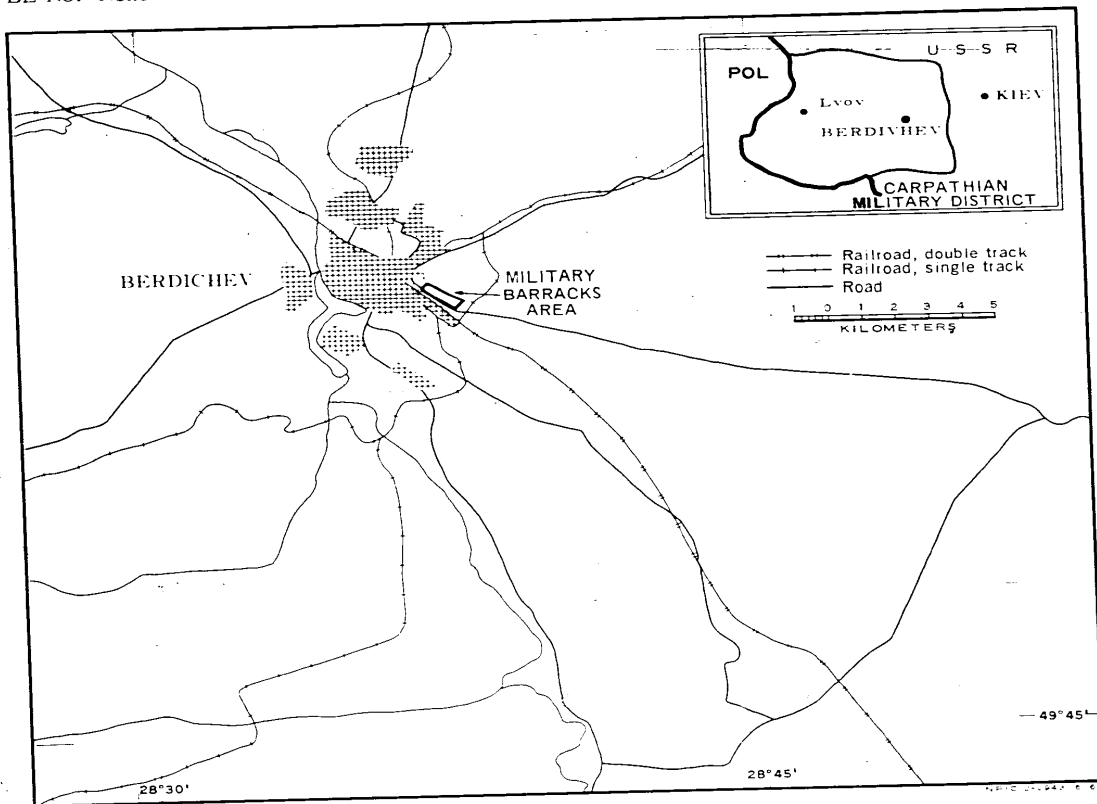 U S S R
POL
KIEV
Lvov
BERDIVHEV
CARPATHIAN
MILITARY DISTRICT
BERDICHEV
MILITARY
BARRACKS
AREA
Railroad, double track
Railroad, single track
Road
1 0 1 2 3 4 5
KILOMETERS
49°45'
28°30'
28°45'